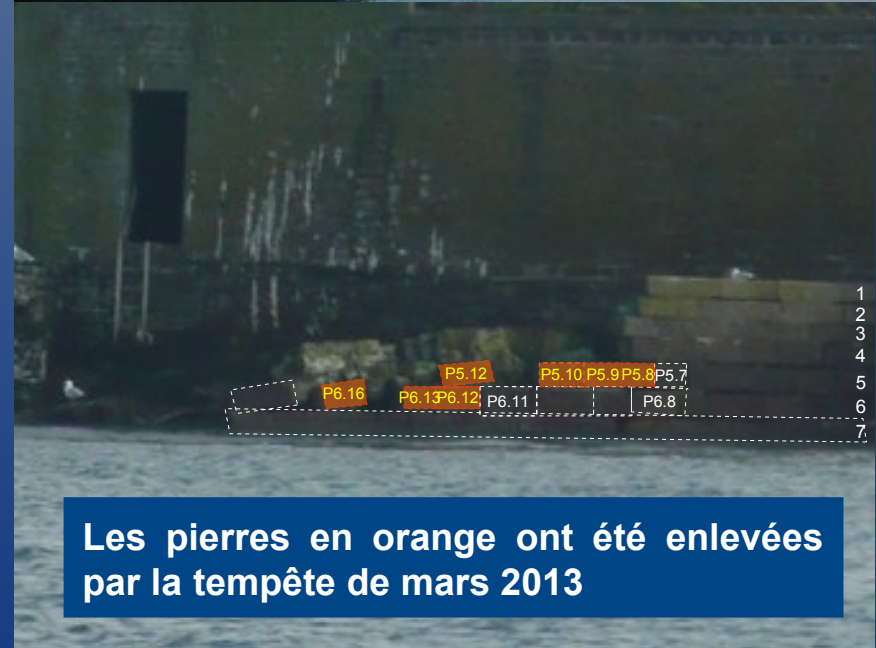 1
2
3
4
P5.12 P5.10 P5.9 P5.8 P5.7 5
P6.16 P6.13 P6.12 P6.11 P6.8 6
7
Les pierres en orange ont été enlevées
par la tempête de mars 2013